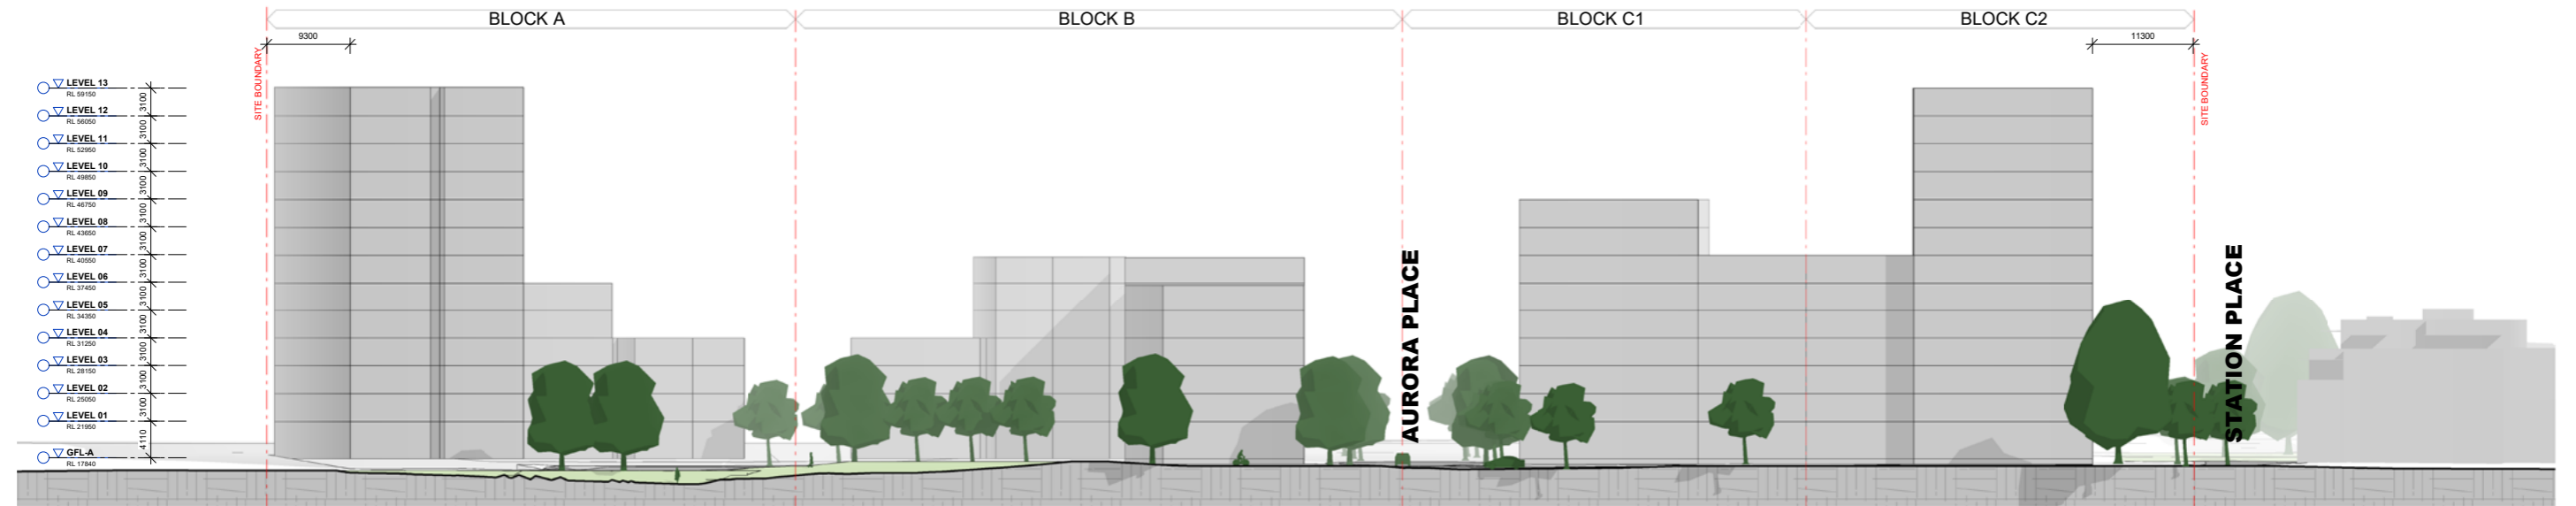 BLOCK A
BLOCK B
BLOCK C1
BLOCK C2
9300
11300
SITE BOUNDARY
SITE BOUNDARY
LEVEL 13
RL 59150
3100
LEVEL 12
RL 56050
3100
LEVEL 11
RL 52950
3100
LEVEL 10
RL 49850
3100
LEVEL 09
RL 46750
3100
LEVEL 08
RL 43650
3100
LEVEL 07
RL 40550
3100
LEVEL 06
RL 37450
3100
LEVEL 05
RL 34350
3100
LEVEL 04
RL 31250
3100
LEVEL 03
RL 28150
3100
LEVEL 02
RL 25050
3100
LEVEL 01
RL 21950
4110
GFL-A
RL 17840
AURORA PLACE
STATION PLACE